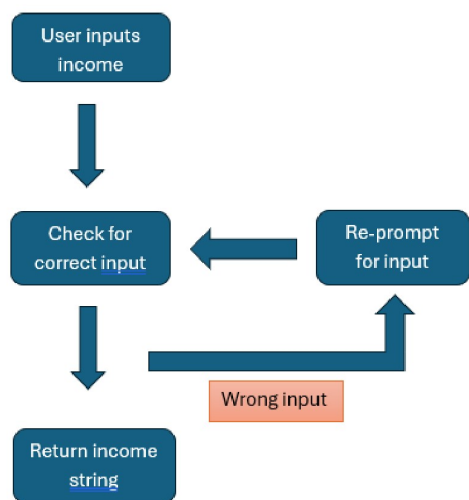 User inputs
income
Check for
correct input
Re-prompt
for input
Wrong input
Return income
string